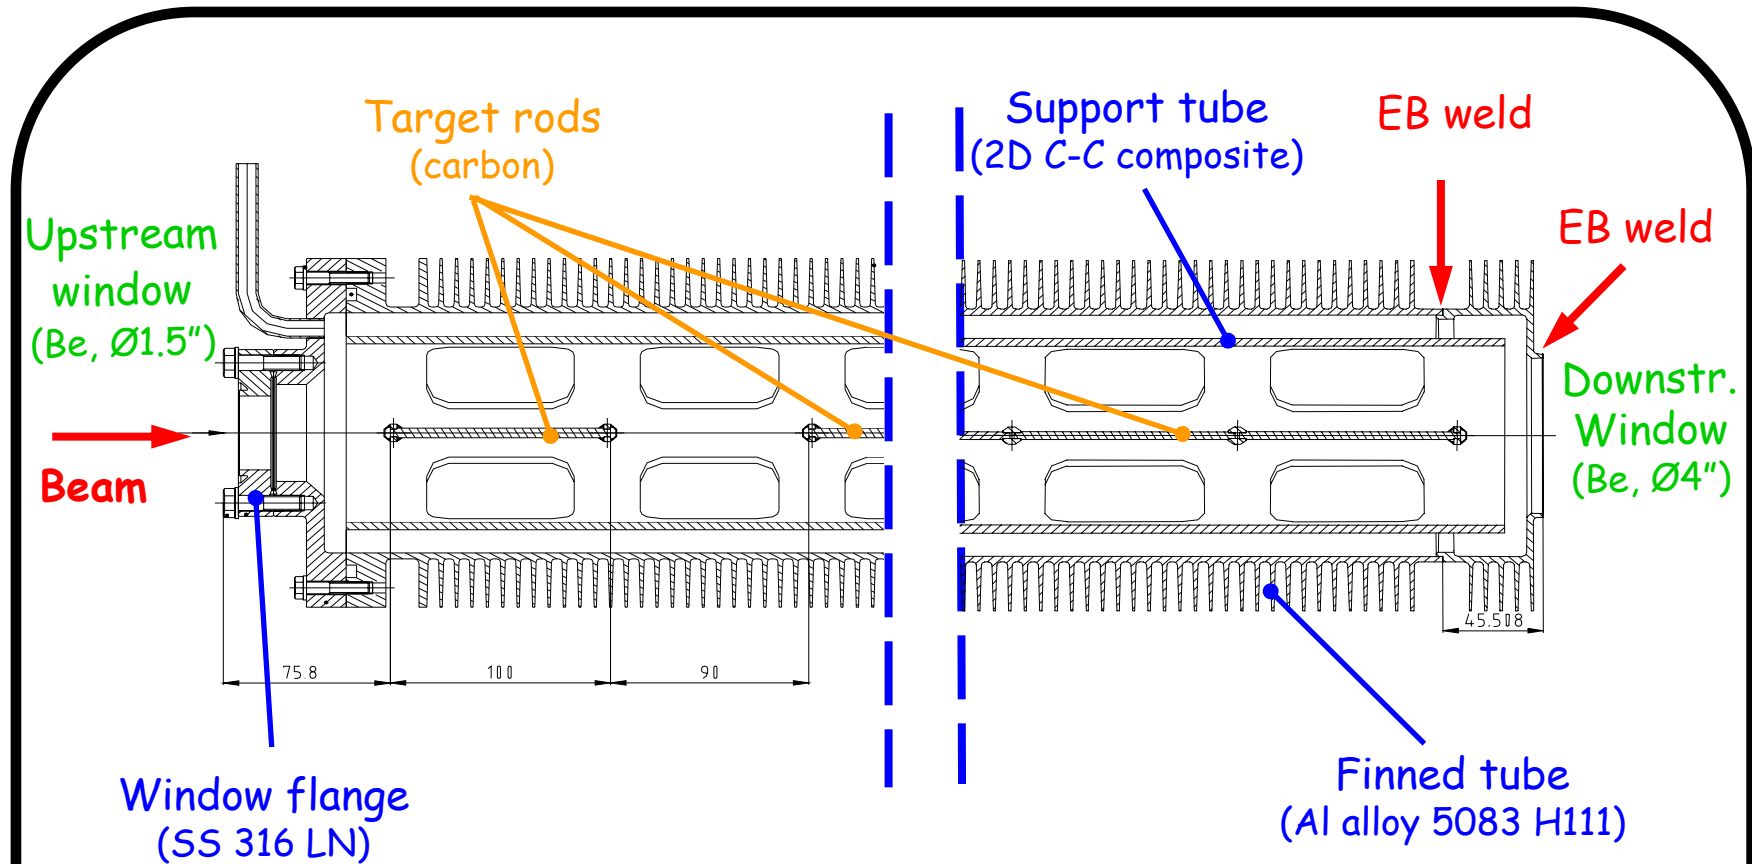 Target rods
(carbon)
Support tube
(2D C-C composite)
EB weld
EB weld
Upstream
window
(Be, Ø1.5”)
Downstr.
Window
(Be, Ø4”)
Beam
45.508
75.8
100
90
Window flange
(SS 316 LN)
Finned tube
(Al alloy 5083 H111)